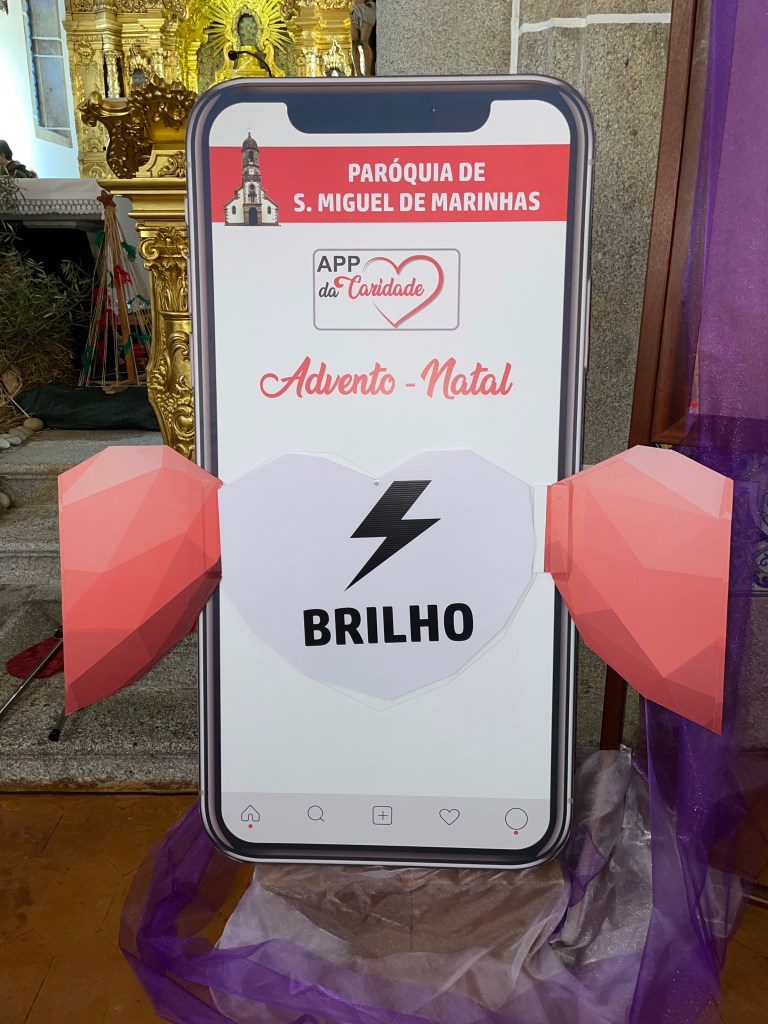 PARÓQUIA DE
S. MIGUEL DE MARINHAS
APP
da Caridade
Advento - Natal
BRILHO